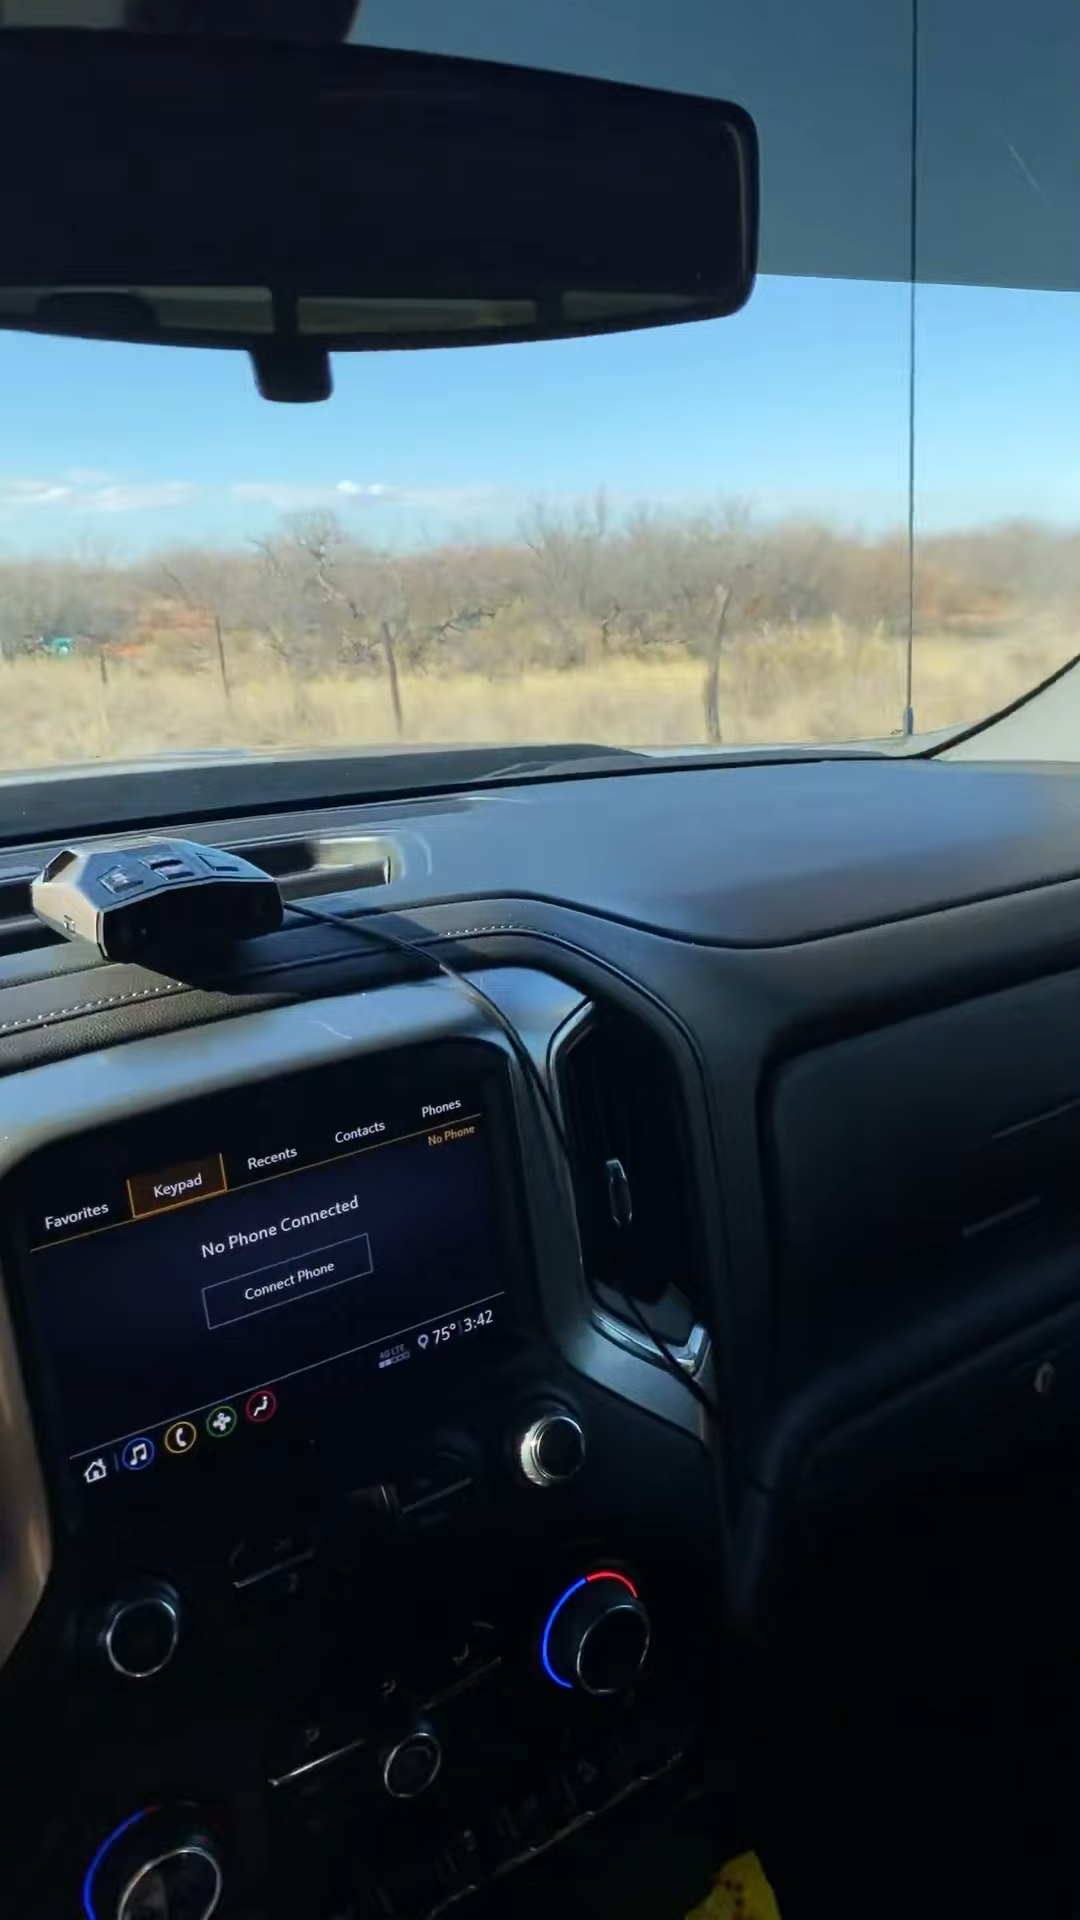 Favorites Keypad Recents Contacts Phones
No Phone
No Phone Connected
Connect Phone
4G LTE 75° 3:42